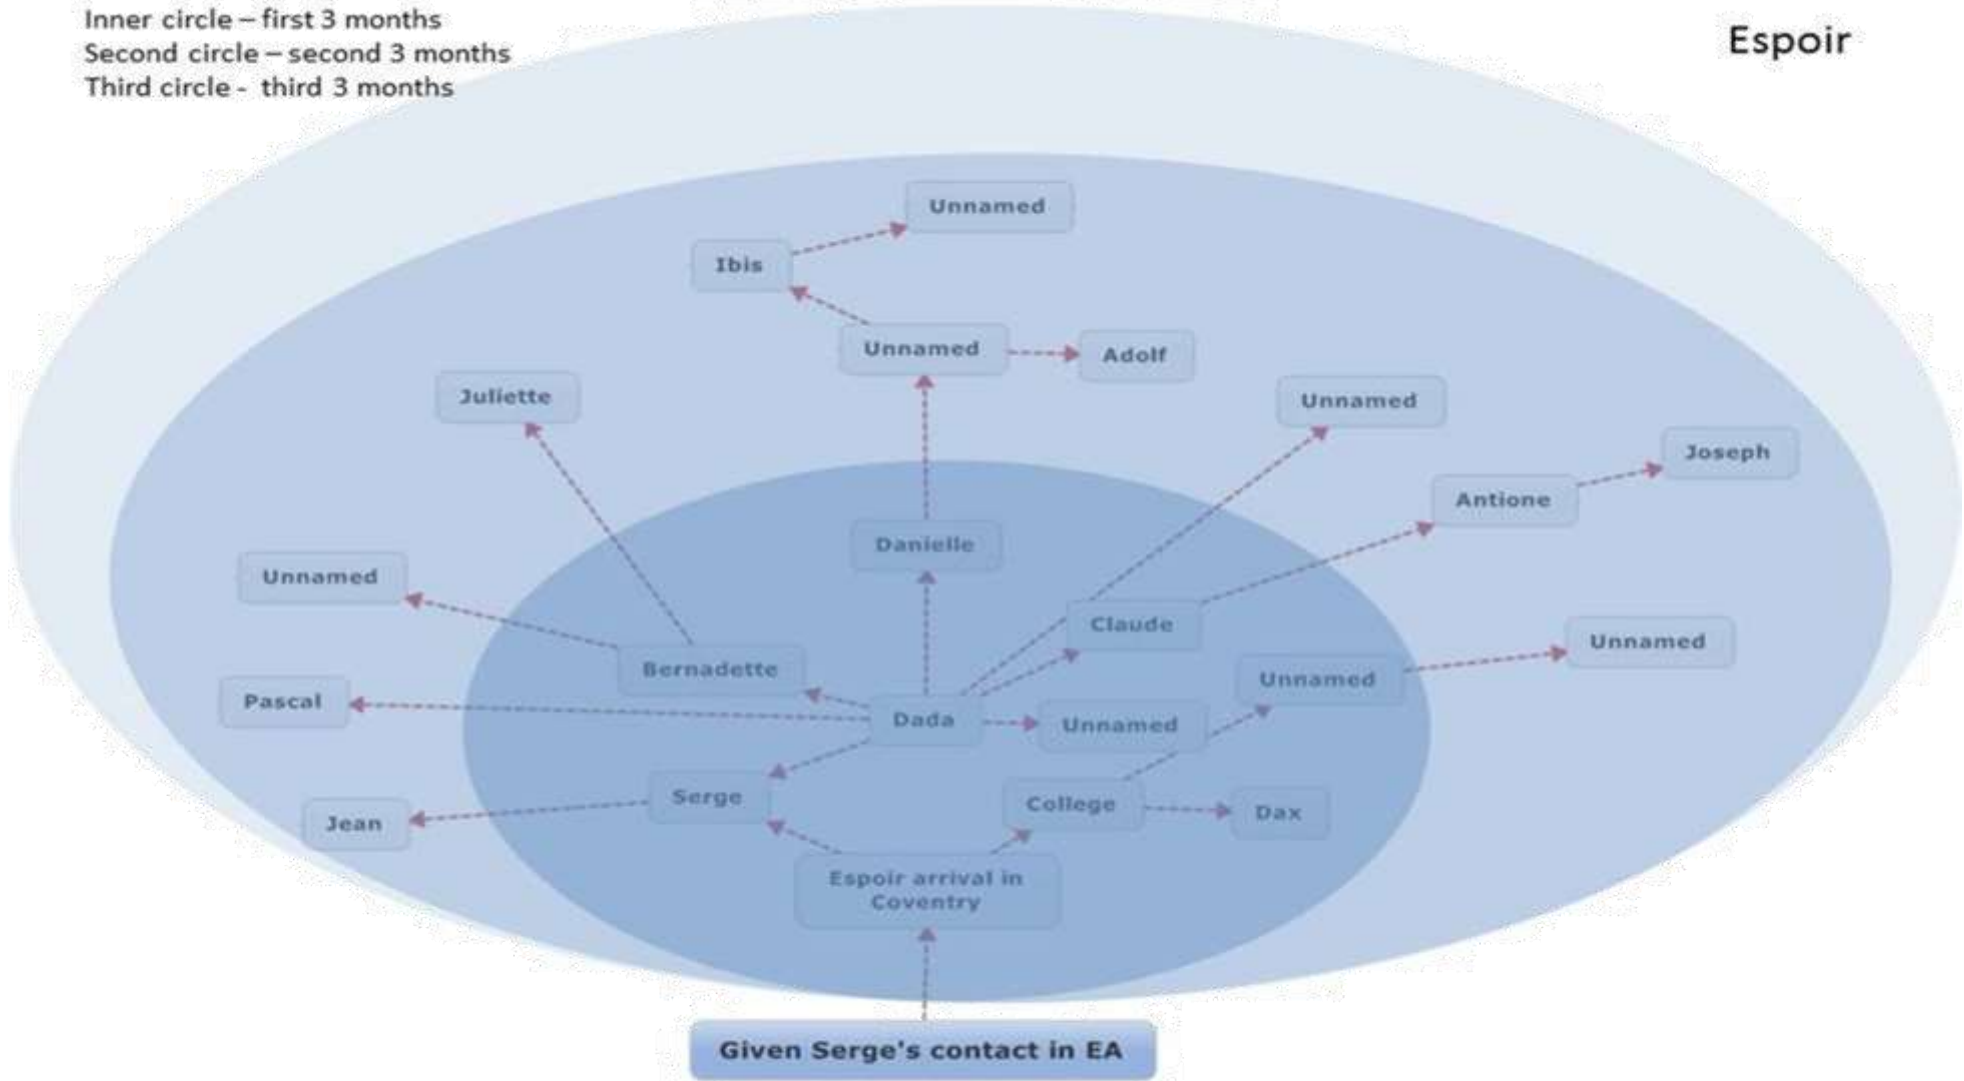 Inner circle – first 3 months
Second circle – second 3 months
Third circle - third 3 months
Espoir
Unnamed
Ibis
Unnamed
Adolf
Juliette
Unnamed
Joseph
Antione
Danielle
Unnamed
Claude
Unnamed
Bernadette
Unnamed
Pascal
Dada
Unnamed
Serge
College
Dax
Jean
Espoir arrival in
Coventry
Given Serge's contact in EA